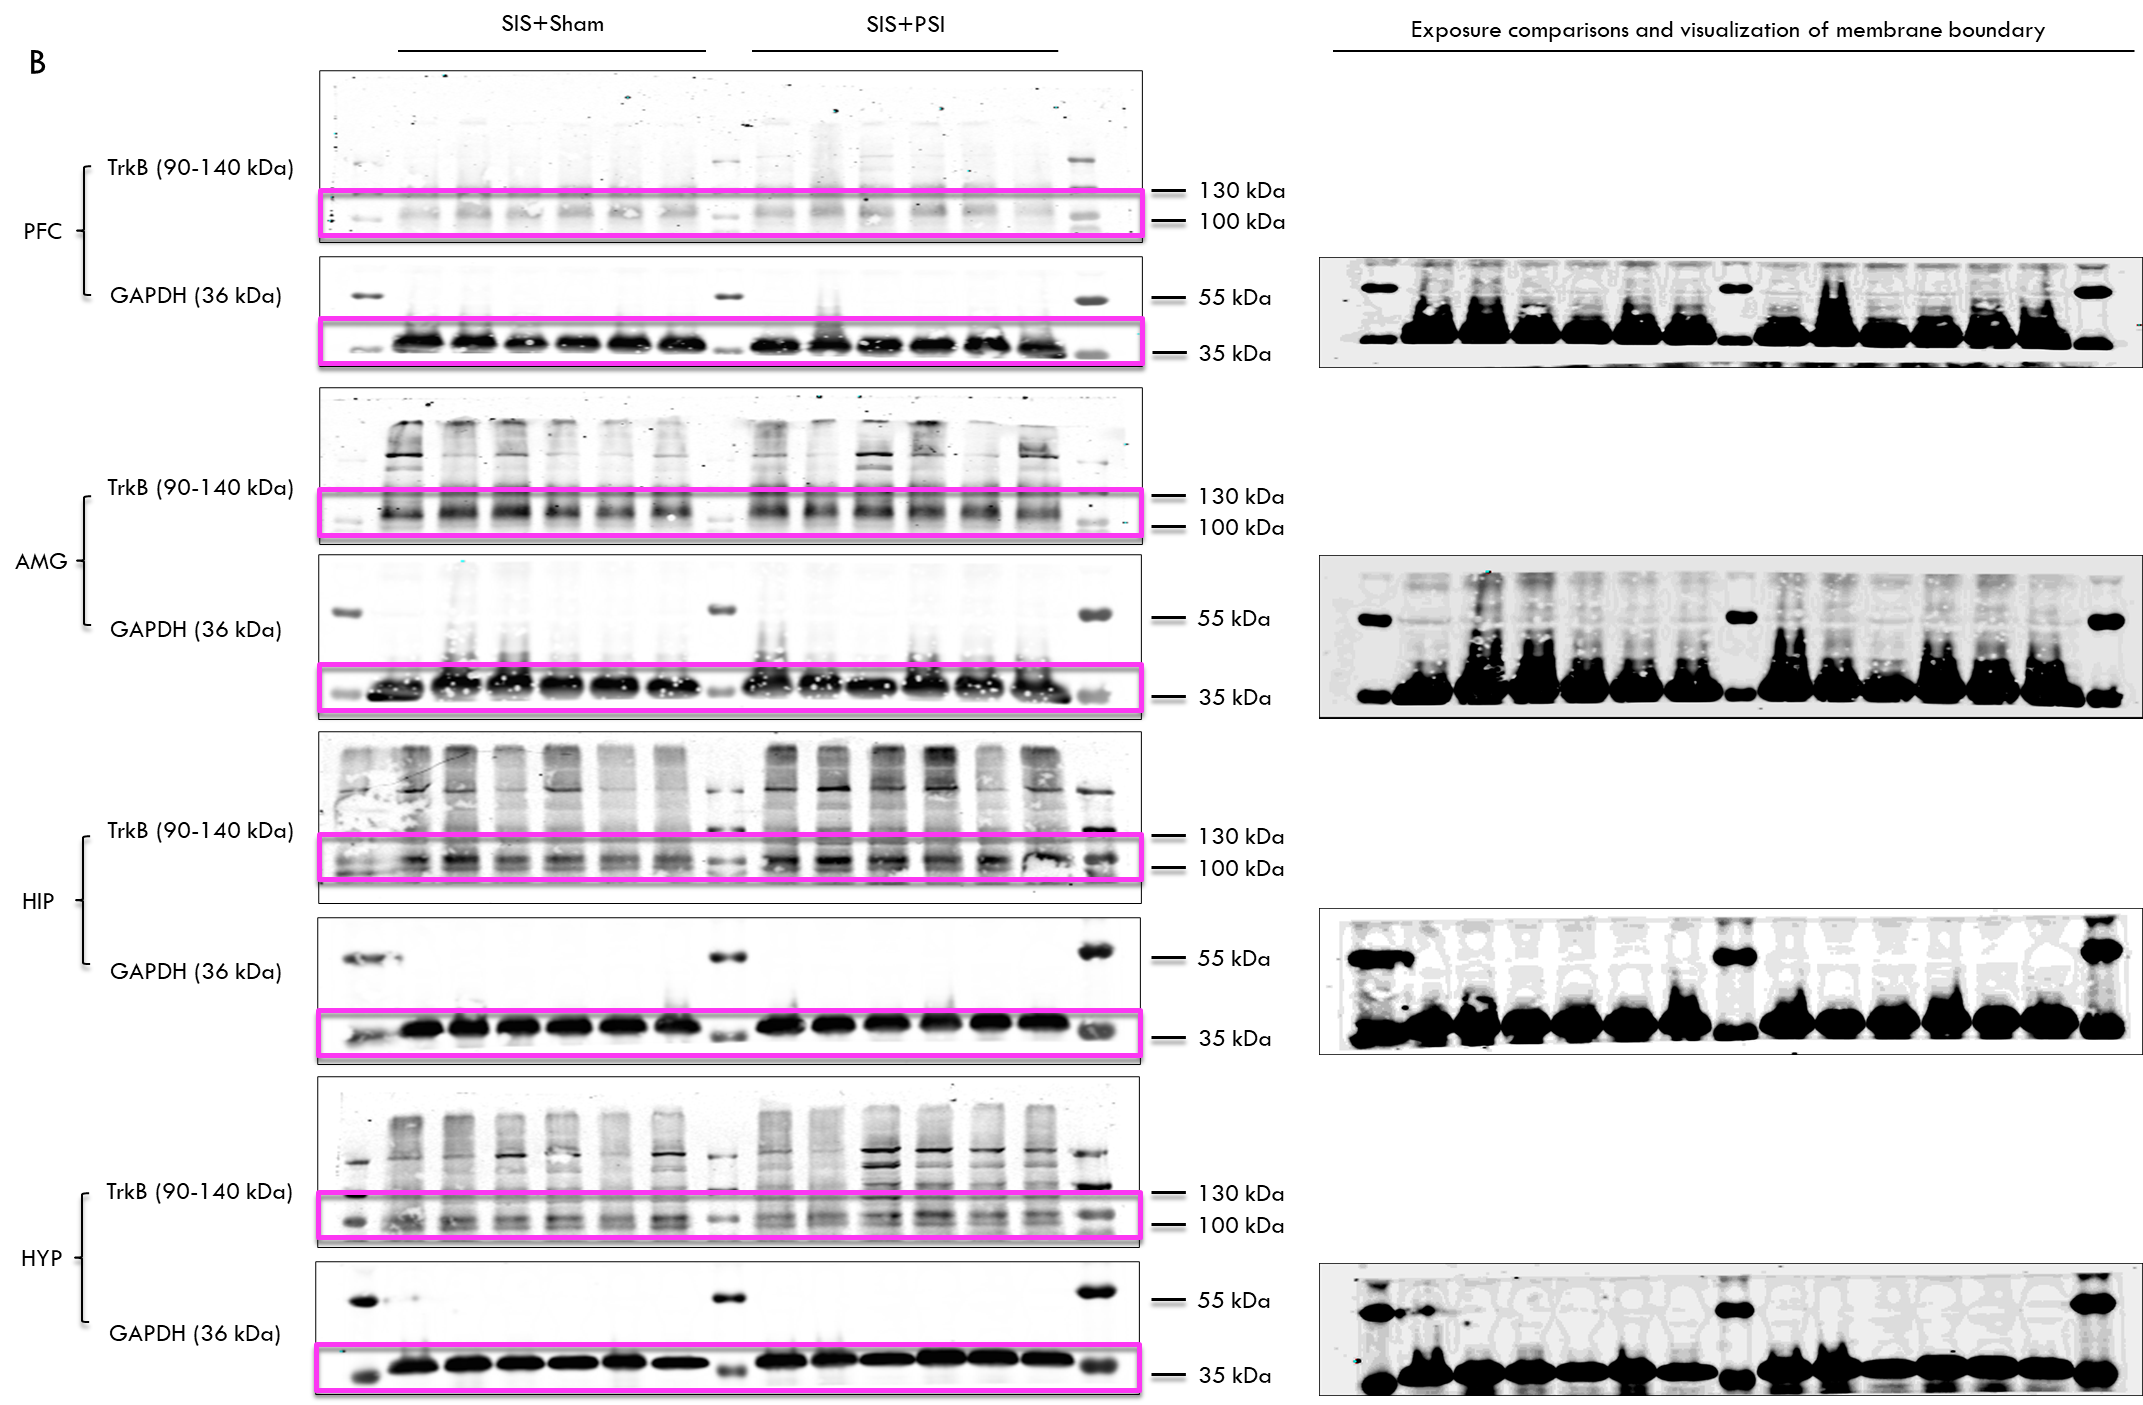 SIS+Sham
SIS+PSI
Exposure comparisons and visualization of membrane boundary
B
TrkB (90-140 kDa)
130 kDa
100 kDa
PFC
GAPDH (36 kDa)
55 kDa
35 kDa
TrkB (90-140 kDa)
130 kDa
100 kDa
AMG
GAPDH (36 kDa)
55 kDa
35 kDa
TrkB (90-140 kDa)
130 kDa
100 kDa
HIP
GAPDH (36 kDa)
55 kDa
35 kDa
TrkB (90-140 kDa)
130 kDa
100 kDa
HYP
GAPDH (36 kDa)
55 kDa
35 kDa